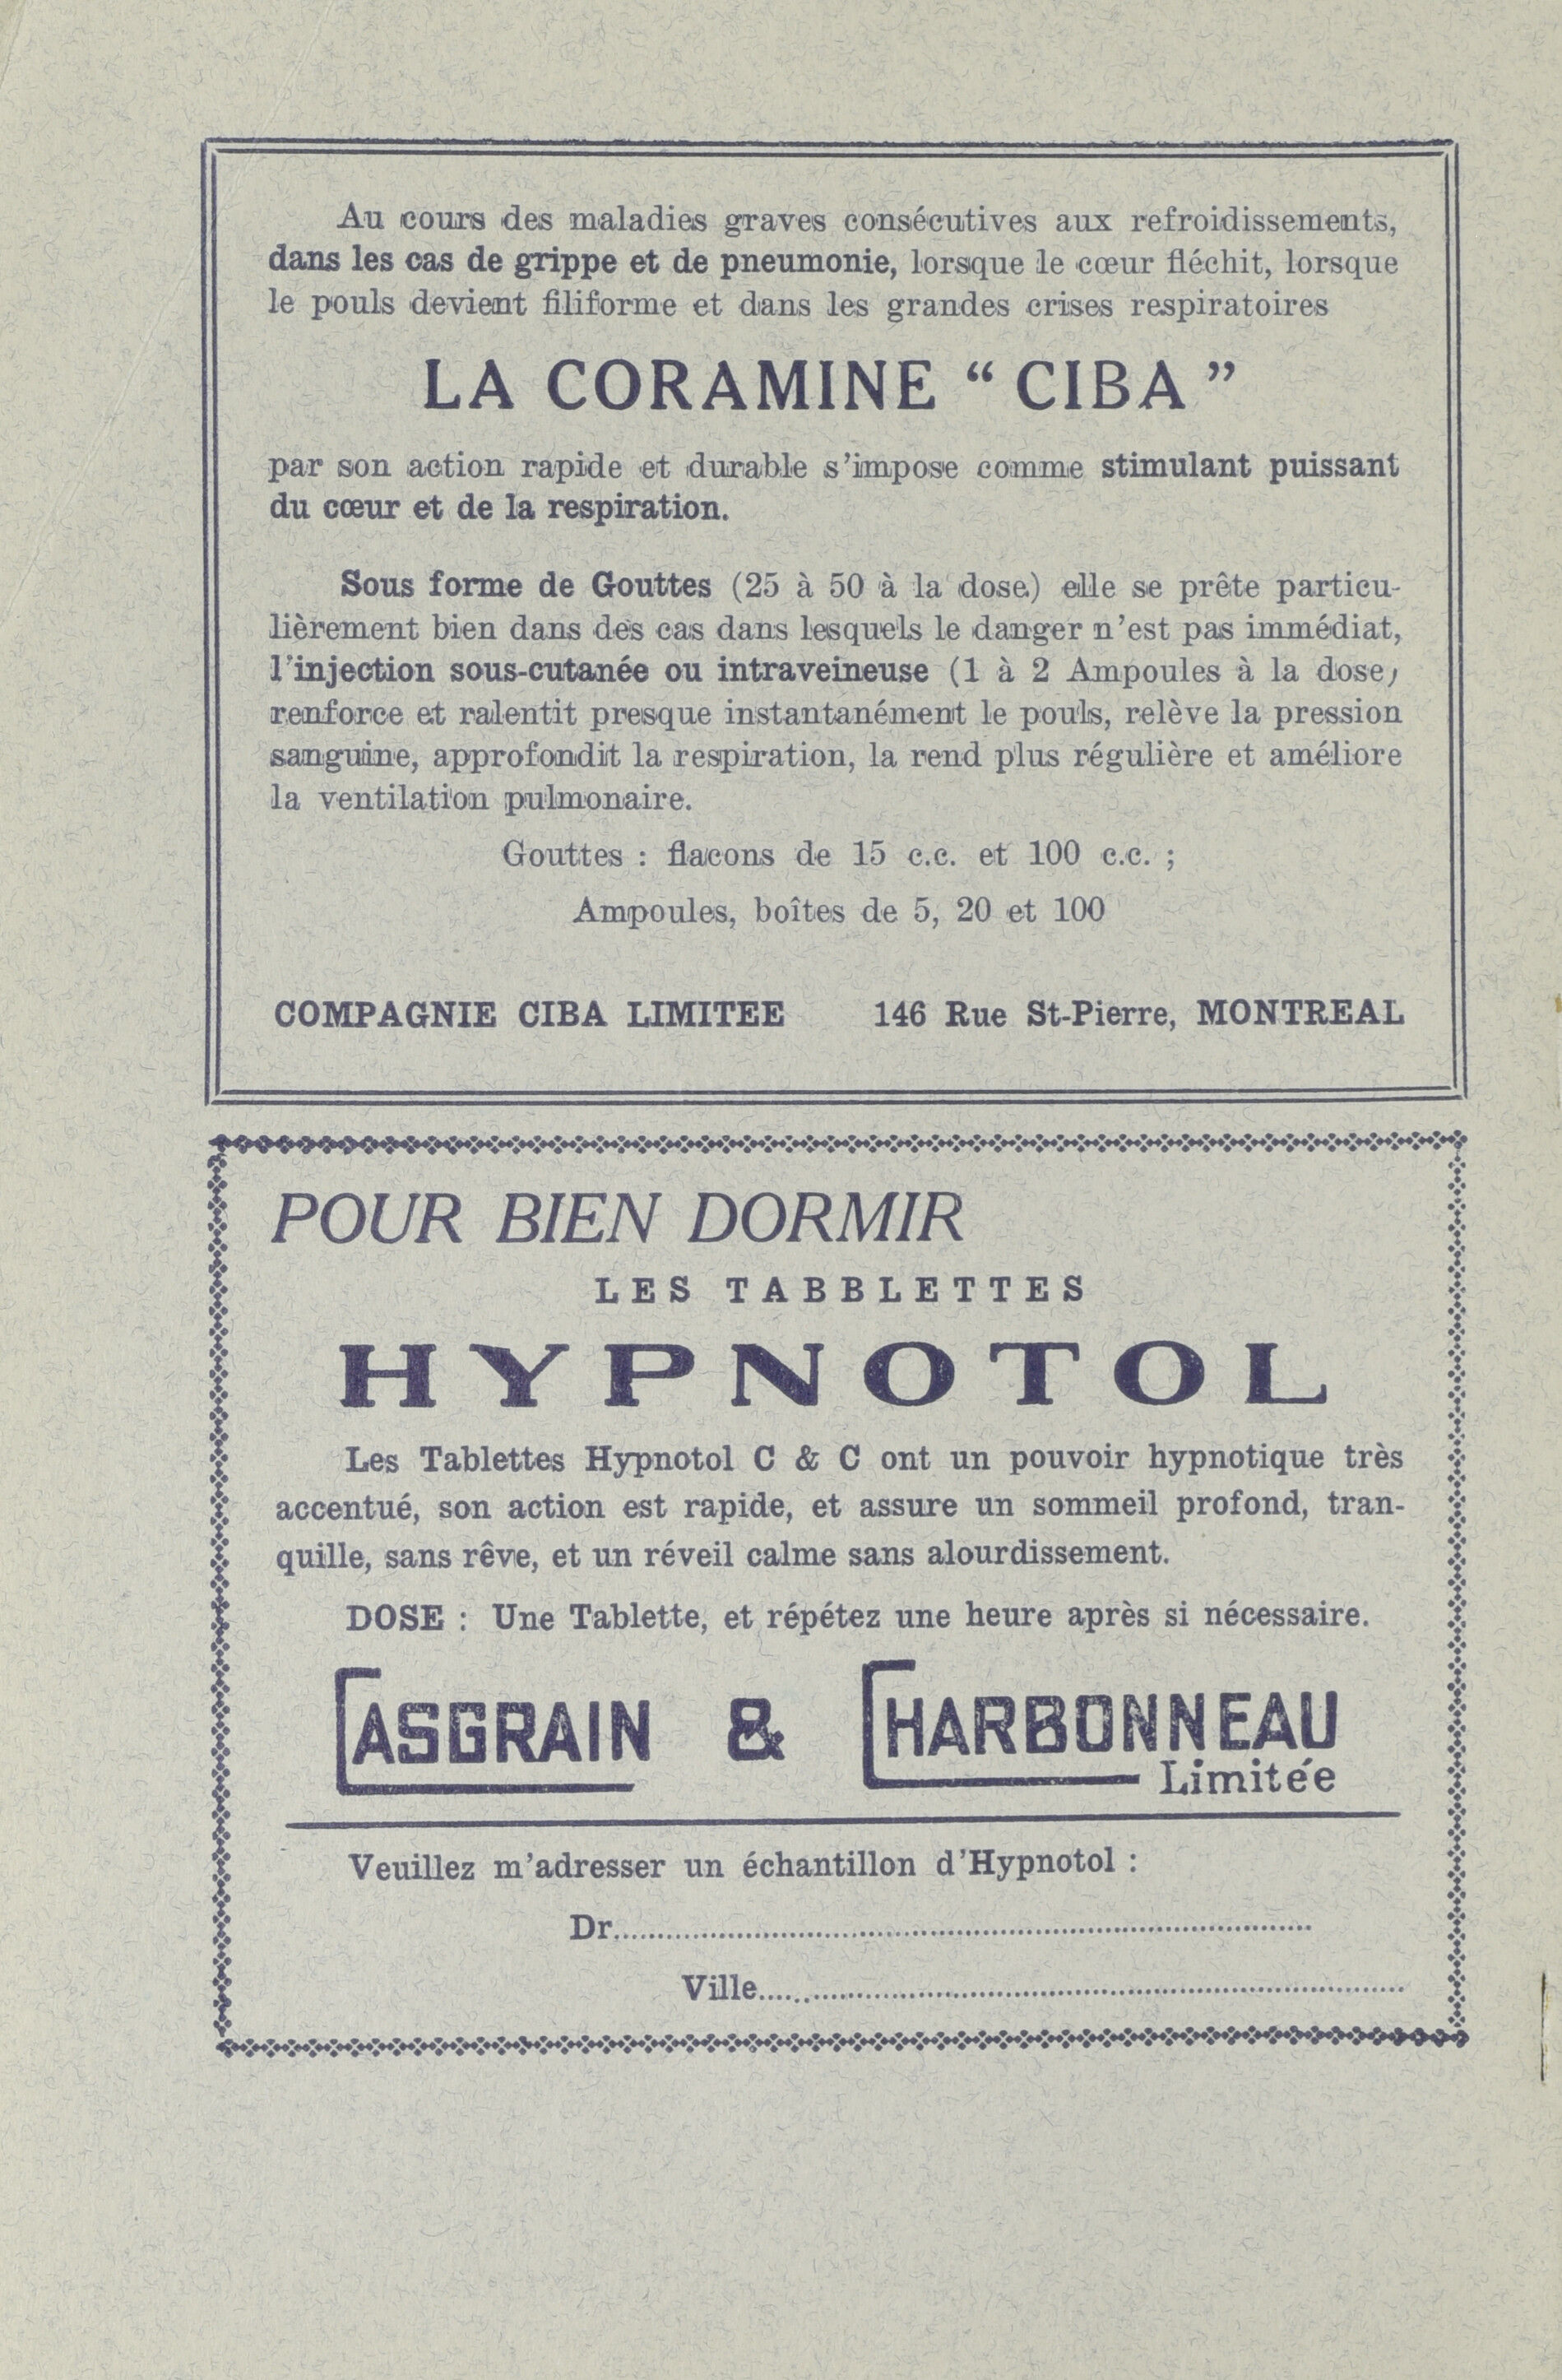 Au cours des maladies graves consécutives aux refroidissements,
dans les cas de grippe et de pneumonie, lorsque le cœur fléchit, lorsque
le pouls devient filiforme et dans les grandes crises respiratoires
LA CORAMINE “ CIBA ”
par son action rapide et durable s’impose comme stimulant puissant
du cœur et de la respiration.
Sous forme de Gouttes (25 à 50 à la dose) elle se prête particu-
lièrement bien dans des cas dans lesquels le danger n’est pas immédiat,
l’injection sous-cutanée ou intraveineuse (1 à 2 Ampoules à la dose)
renforce et ralentit presque instantanément le pouls, relève la pression
sanguine, approfondit la respiration, la rend plus régulière et améliore
la ventilation pulmonaire.
Gouttes : flacons de 15 c.c. et 100 c.c. ;
Ampoules, boîtes de 5, 20 et 100
COMPAGNIE CIBA LIMITEE 146 Rue St-Pierre, MONTREAL
POUR BIEN DORMIR
LES TABBLETTES
HYPNOTOL
Les Tablettes Hypnotol C & C ont un pouvoir hypnotique très
accentué, son action est rapide, et assure un sommeil profond, tran-
quille, sans rêve, et un réveil calme sans alourdissement.
DOSE : Une Tablette, et répétez une heure après si nécessaire.
CASGRAIN & CHARBONNEAU
Limitée
Veuillez m’adresser un échantillon d’Hypnotol :
Dr.......................................................
Ville.......................................................